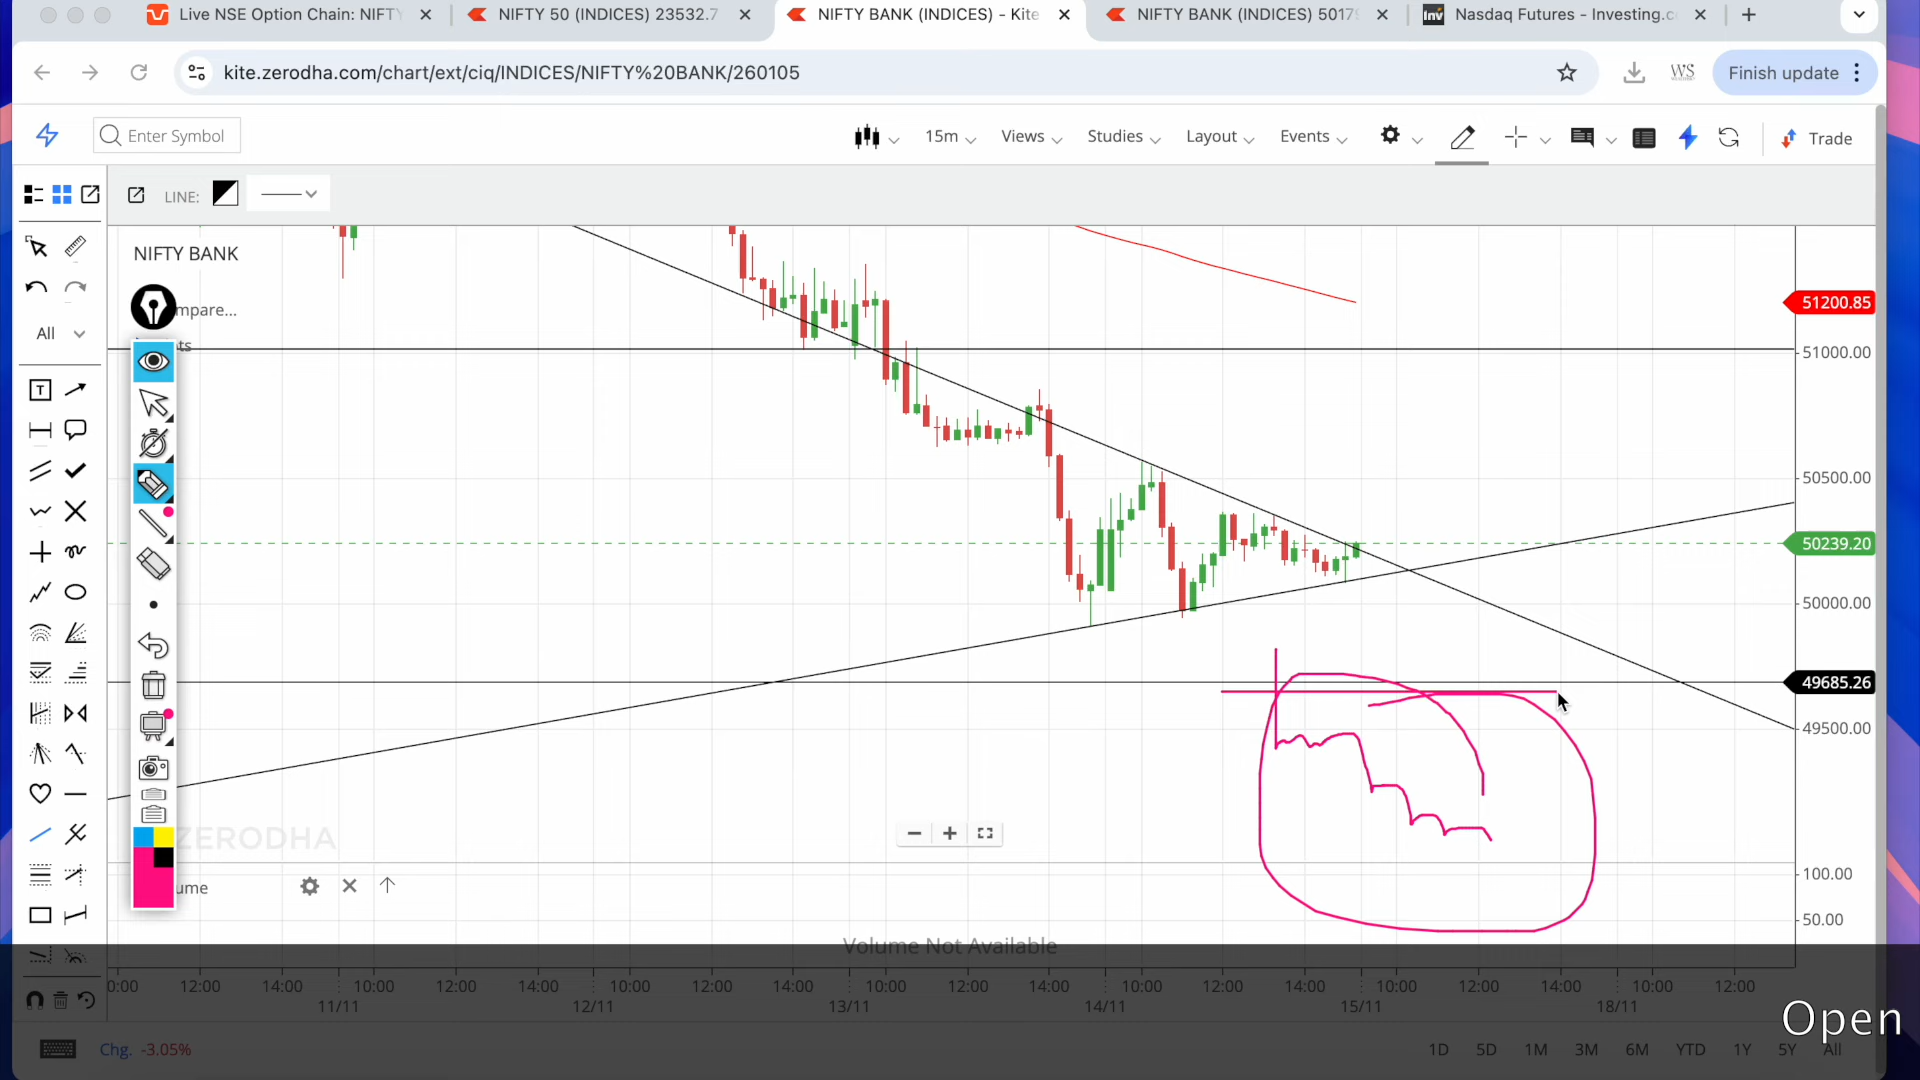 Live NSE Option Chain: NIFTY
NIFTY 50 (INDICES) 23532.7
NIFTY BANK (INDICES) - Kite
NIFTY BANK (INDICES) 5017
Inv Nasdaq Futures - Investing.c
kite.zerodha.com/chart/ext/ciq/INDICES/NIFTY%20BANK/260105
WS
Finish update
Enter Symbol
15m
Views
Studies
Layout
Events
Trade
LINE:
NIFTY BANK
mpare...
ts
All
T
51200.85
51000.00
50500.00
50239.20
50000.00
49685.26
49500.00
ZERODHA
ume
100.00
50.00
Volume Not Available
0:00 12:00 14:00 10:00 12:00 14:00 10:00 12:00 14:00 10:00 12:00 14:00 10:00 12:00 14:00 10:00 12:00 14:00 10:00 12:00
11/11 12/11 13/11 14/11 15/11 18/11
Open
Chg. -3.05%
1D 5D 1M 3M 6M YTD 1Y 5Y All